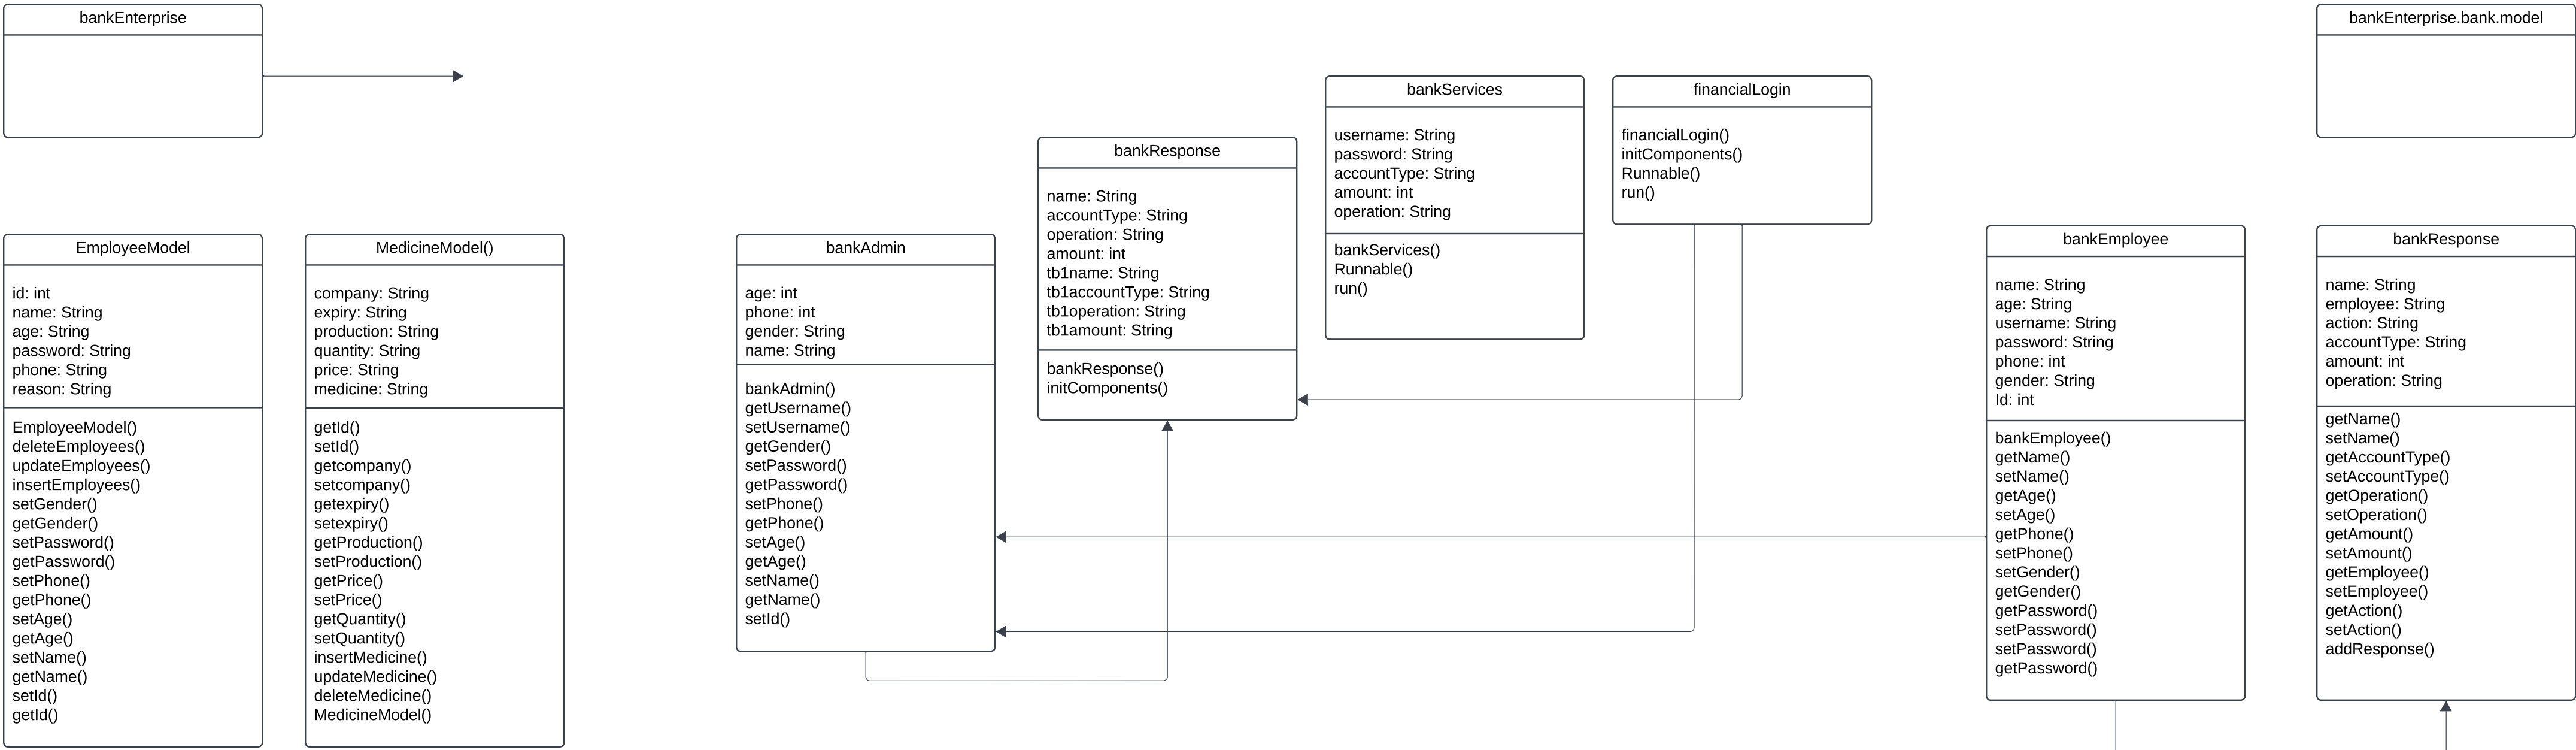 bankEnterprise
bankEnterprise.bank.model
bankServices
username: String
password: String
accountType: String
amount: int
operation: String
bankServices()
Runnable()
run()
financialLogin
financialLogin()
initComponents()
Runnable()
run()
bankResponse
name: String
accountType: String
operation: String
amount: int
tb1name: String
tb1accountType: String
tb1operation: String
tb1amount: String
bankResponse()
initComponents()
EmployeeModel
id: int
name: String
age: String
password: String
phone: String
reason: String
EmployeeModel()
deleteEmployees()
updateEmployees()
insertEmployees()
setGender()
getGender()
setPassword()
getPassword()
setPhone()
getPhone()
setAge()
getAge()
setName()
getName()
setId()
getId()
MedicineModel()
company: String
expiry: String
production: String
quantity: String
price: String
medicine: String
getId()
setId()
getcompany()
setcompany()
getexpiry()
setexpiry()
getProduction()
setProduction()
getPrice()
setPrice()
getQuantity()
setQuantity()
insertMedicine()
updateMedicine()
deleteMedicine()
MedicineModel()
bankAdmin
age: int
phone: int
gender: String
name: String
bankAdmin()
getUsername()
setUsername()
getGender()
setPassword()
getPassword()
setPhone()
getPhone()
setAge()
getAge()
setName()
getName()
setId()
bankEmployee
name: String
age: String
username: String
password: String
phone: int
gender: String
Id: int
bankEmployee()
getName()
setName()
getAge()
setAge()
getPhone()
setPhone()
setGender()
getGender()
getPassword()
setPassword()
setPassword()
getPassword()
bankResponse
name: String
employee: String
action: String
accountType: String
amount: int
operation: String
getName()
setName()
getAccountType()
setAccountType()
getOperation()
setOperation()
getAmount()
setAmount()
getEmployee()
setEmployee()
getAction()
setAction()
addResponse()